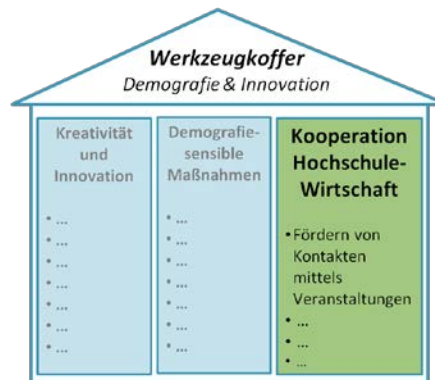 Werkzeugkoffer
Demografie & Innovation
Kreativität
und
Innovation
• ...
• ...
• ...
• ...
• ...
• ...
• ...
Demografie-
sensible
Maßnahmen
• ...
• ...
• ...
• ...
• ...
• ...
• ...
Kooperation
Hochschule-
Wirtschaft
• Fördern von
Kontakten
mittels
Veranstaltungen
• ...
• ...
• ...